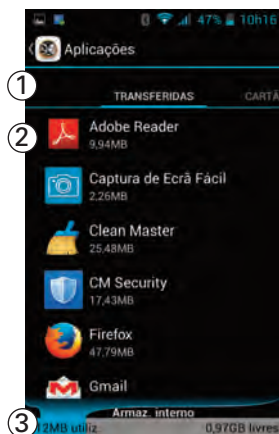 47% 10h16
Aplicações
1
TRANSFERIDAS CARTÃ
2
Adobe Reader
9,94MB
Captura de Ecrã Fácil
2,26MB
Clean Master
25,48MB
CM Security
17,43MB
Firefox
47,79MB
Gmail
Armaz. interno
3
2MB utiliz. 0,97GB livres